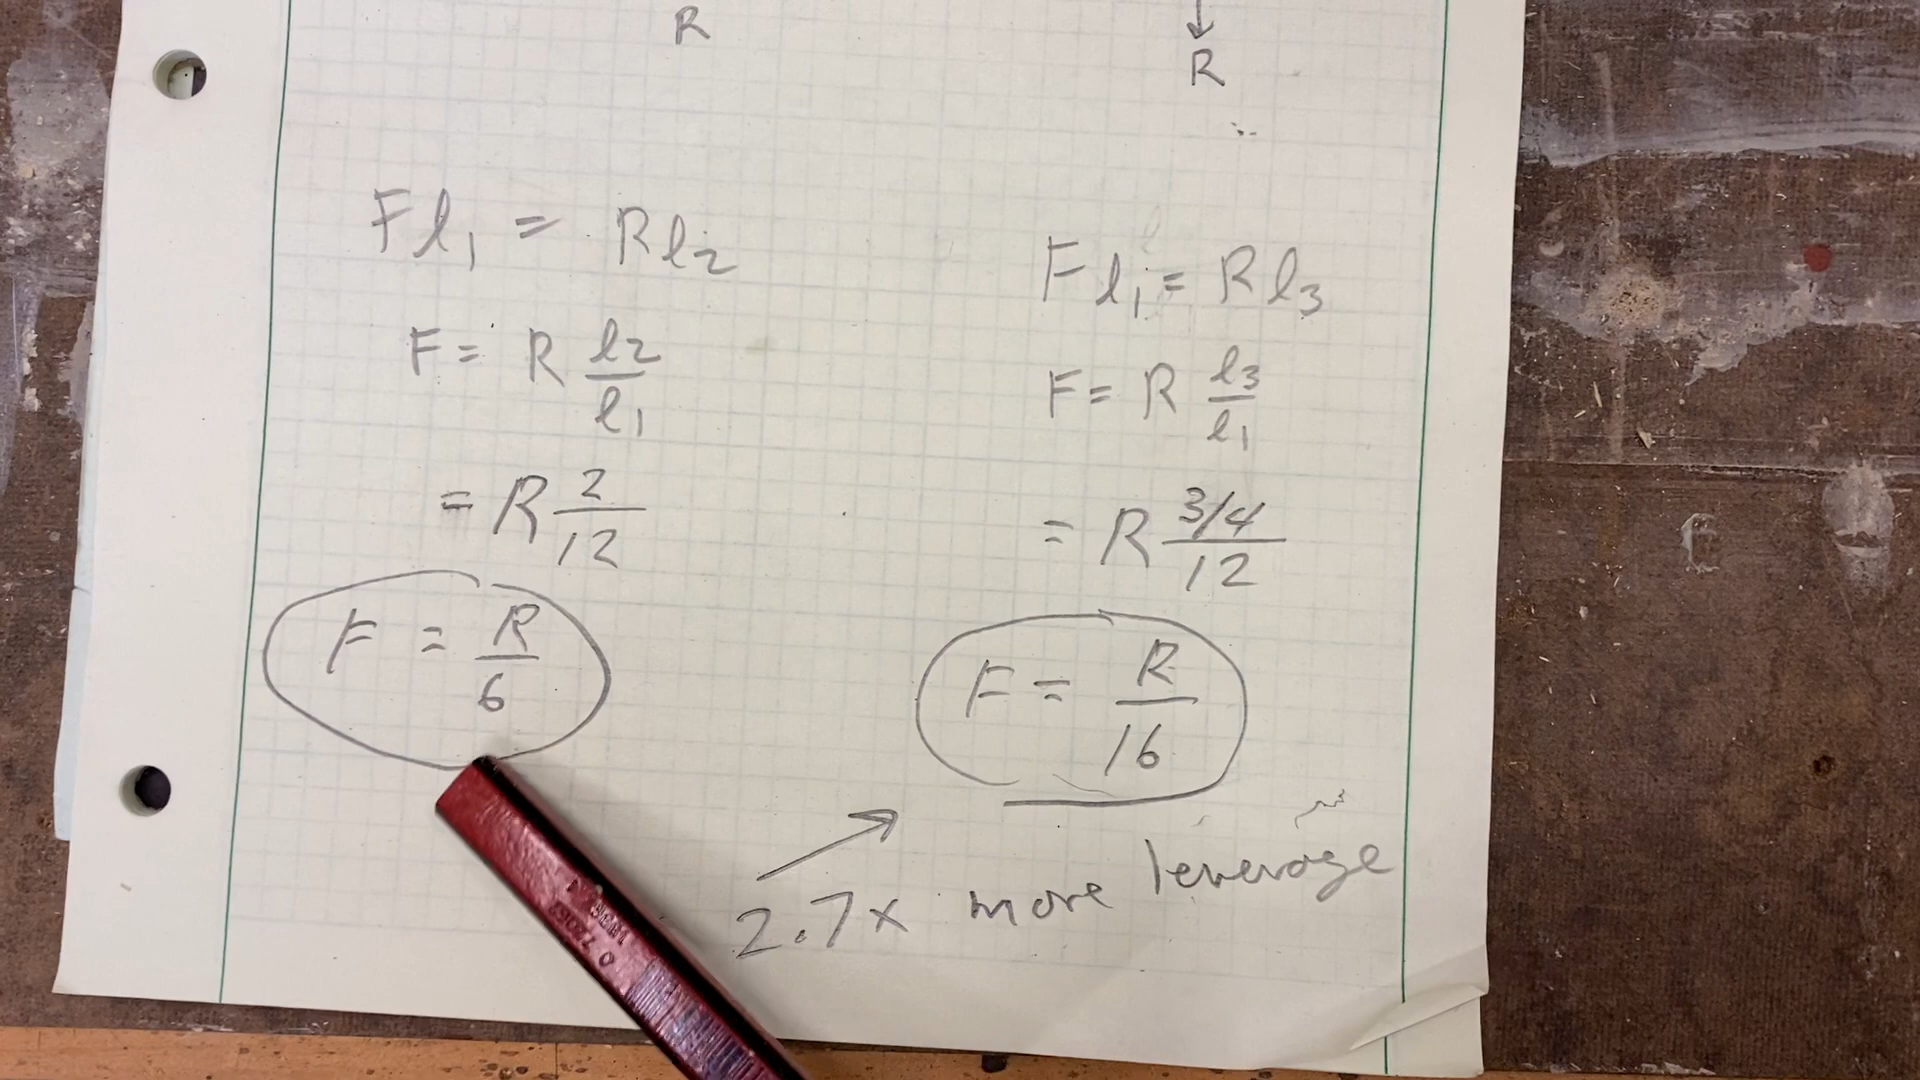 R
R
Fl₁ = Rl₂
F = R l₂/l₁
= R 2/12
F = R/6
Fl₁ = Rl₃
F = R l₃/l₁
= R 3/4/12
F = R/16
2.7x more leverage